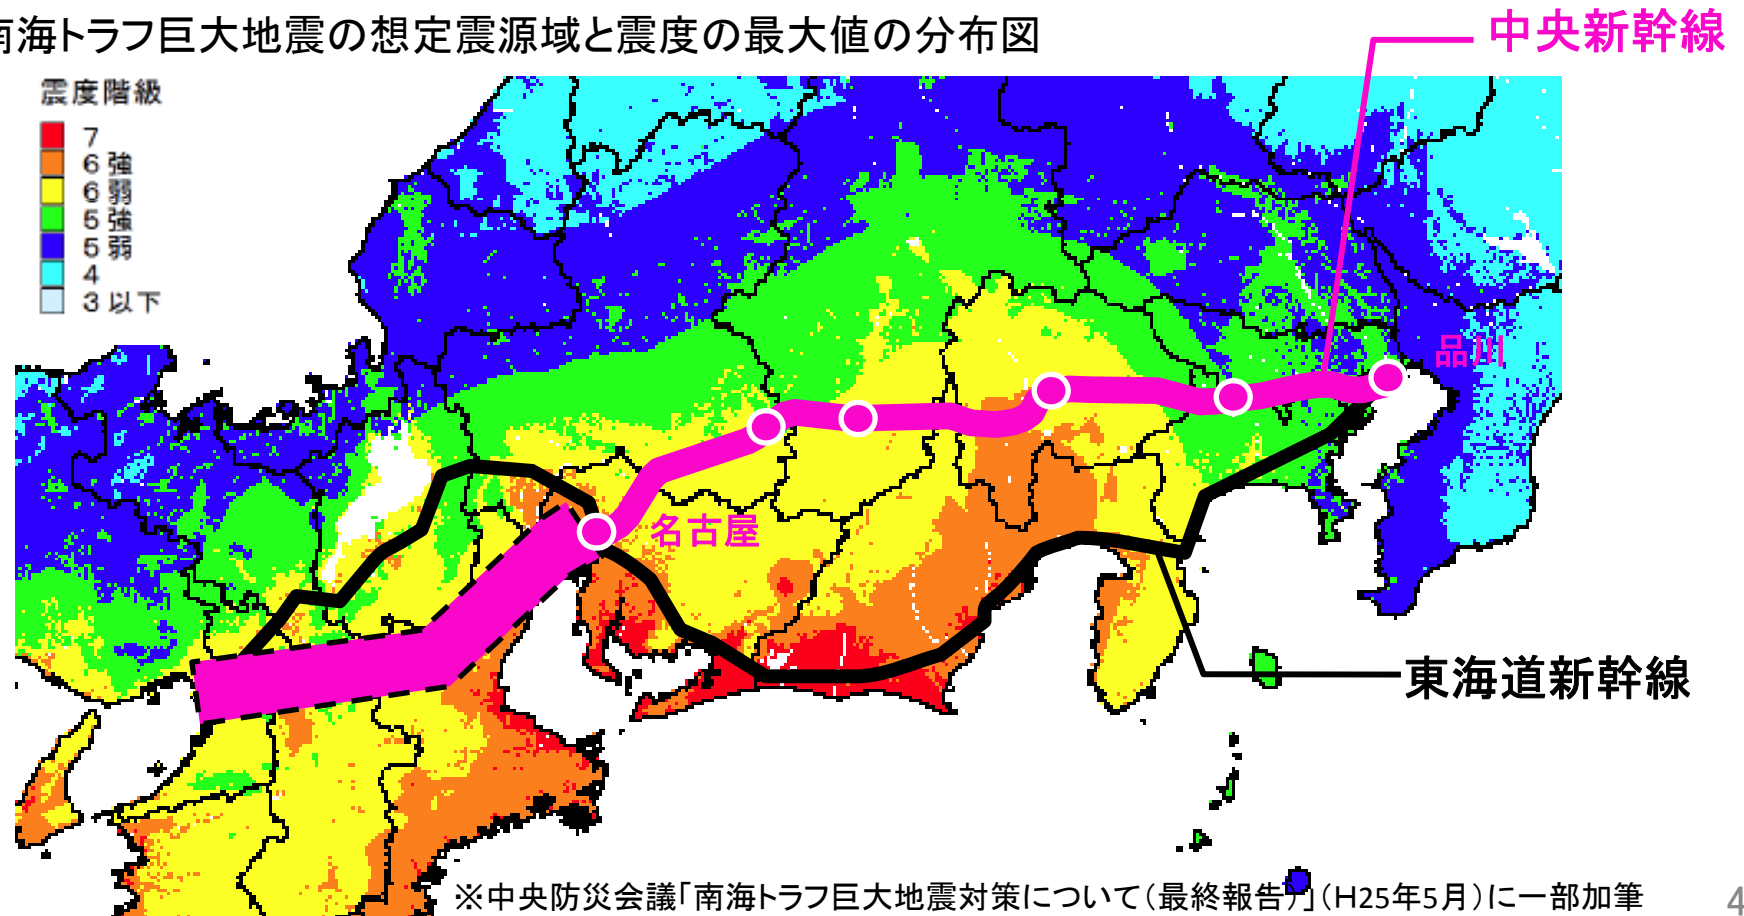 南海トラフ巨大地震の想定震源域と震度の最大値の分布図
中央新幹線
震度階級
7
6強
6弱
5強
5弱
4
3以下
品川
名古屋
東海道新幹線
※中央防災会議「南海トラフ巨大地震対策について（最終報告）」（H25年5月）に一部加筆
4